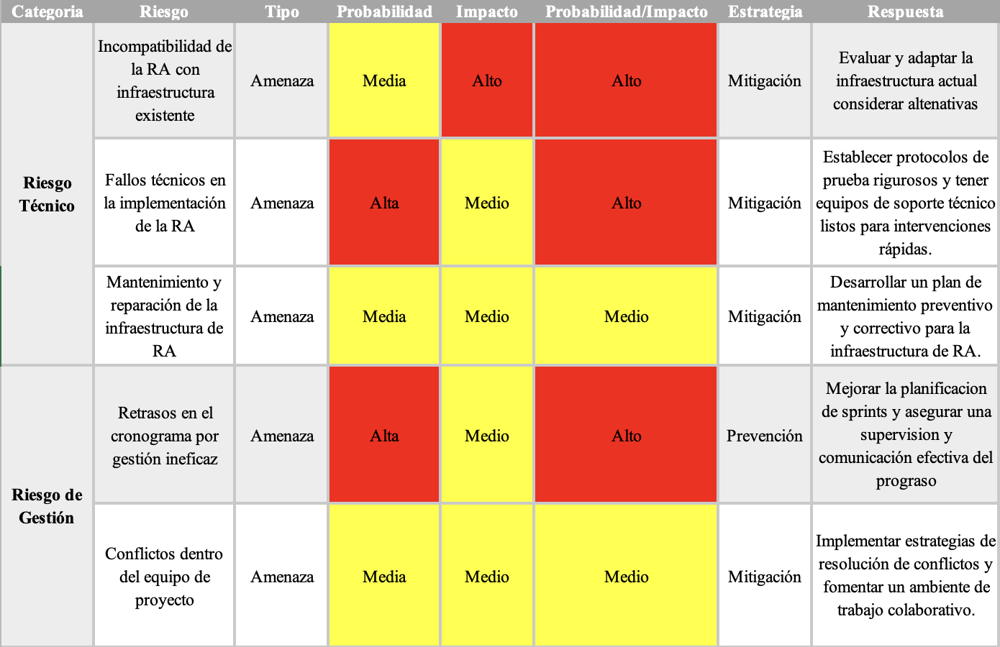 Categoria Riesgo Tipo Probabilidad Impacto Probabilidad/Impacto Estrategia Respuesta
Riesgo
Técnico
Incompatibilidad de
la RA con
infraestructura
existente
Amenaza
Media
Alto
Alto
Mitigación
Evaluar y adaptar la
infraestructura actual
considerar altenativas
Fallos técnicos en
la implementación
de la RA
Amenaza
Alta
Medio
Alto
Mitigación
Establecer protocolos de
prueba rigurosos y tener
equipos de soporte técnico
listos para intervenciones
rápidas.
Mantenimiento y
reparación de la
infraestructura de
RA
Amenaza
Media
Medio
Medio
Mitigación
Desarrollar un plan de
mantenimiento preventivo
y correctivo para la
infraestructura de RA.
Riesgo de
Gestión
Retrasos en el
cronograma por
gestión ineficaz
Amenaza
Alta
Medio
Alto
Prevención
Mejorar la planificacion
de sprints y asegurar una
supervision y
comunicación efectiva del
prograso
Conflictos dentro
del equipo de
proyecto
Amenaza
Media
Medio
Medio
Mitigación
Implementar estrategias de
resolución de conflictos y
fomentar un ambiente de
trabajo colaborativo.